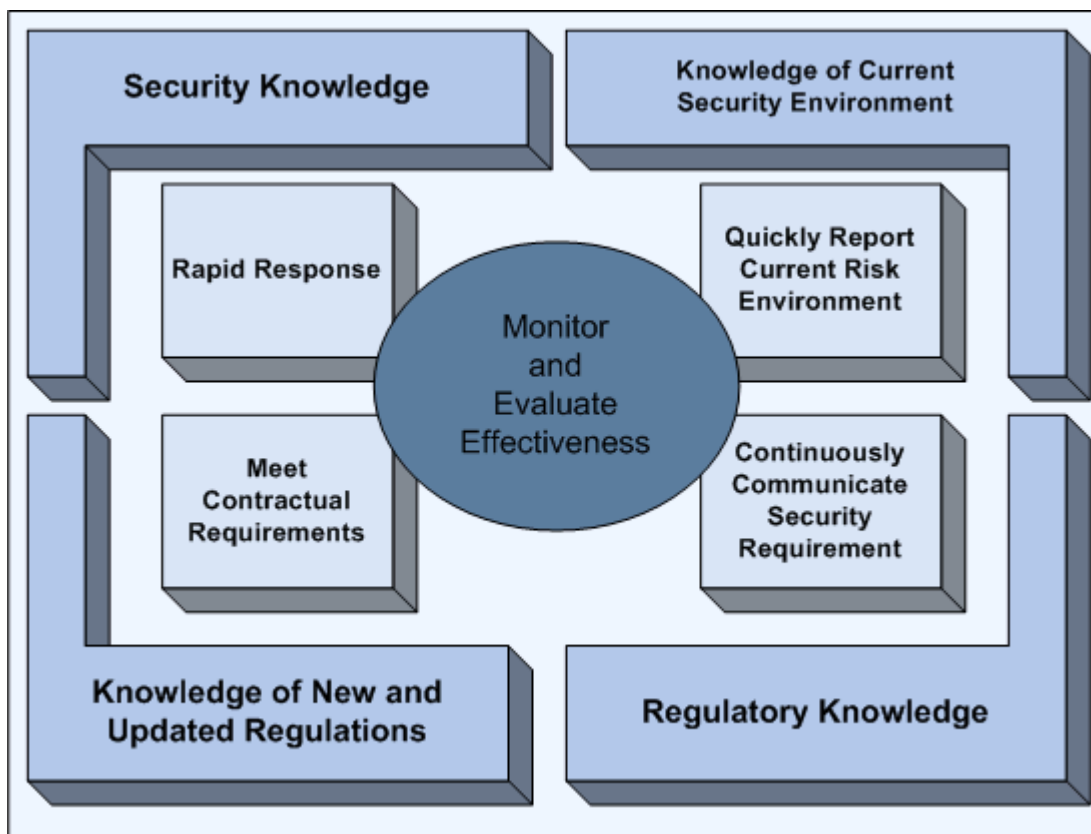 Security Knowledge
Knowledge of Current
Security Environment
Rapid Response
Quickly Report
Current Risk
Environment
Monitor
and
Evaluate
Effectiveness
Meet
Contractual
Requirements
Continuously
Communicate
Security
Requirement
Knowledge of New and
Updated Regulations
Regulatory Knowledge